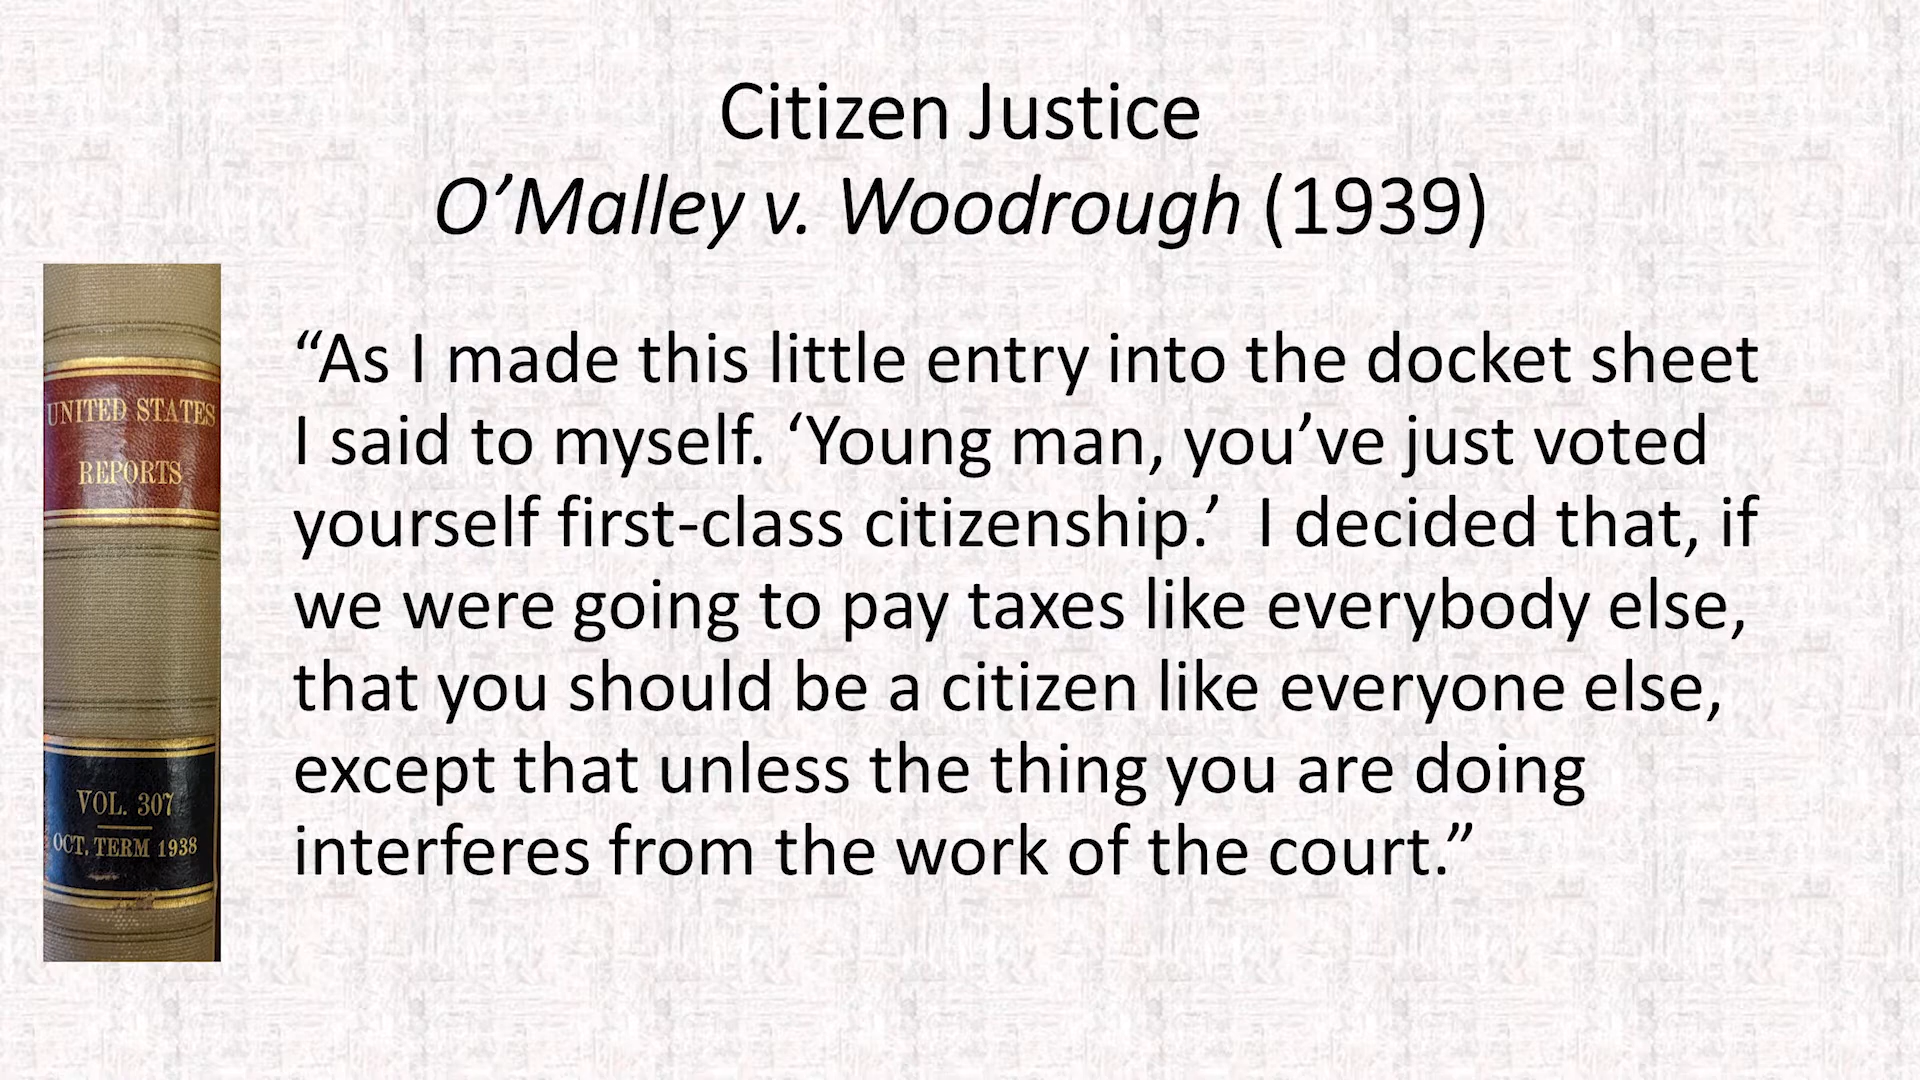 Citizen Justice
O’Malley v. Woodrough (1939)
UNITED STATES
REPORTS
VOL. 307
OCT. TERM 1938
“As I made this little entry into the docket sheet
I said to myself. ‘Young man, you’ve just voted
yourself first-class citizenship.’  I decided that, if
we were going to pay taxes like everybody else,
that you should be a citizen like everyone else,
except that unless the thing you are doing
interferes from the work of the court.”